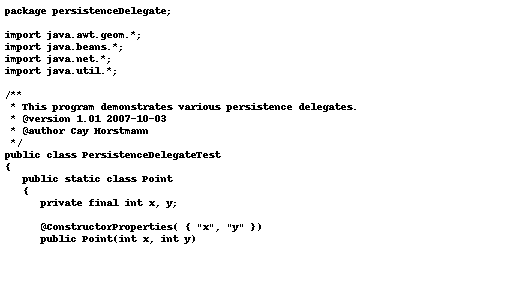 package persistenceDelegate;
import java.awt.geom.*;
import java.beans.*;
import java.net.*;
import java.util.*;
/**
 * This program demonstrates various persistence delegates.
 * @version 1.01 2007-10-03
 * @author Cay Horstmann
 */
public class PersistenceDelegateTest
{
   public static class Point
   {
      private final int x, y;
      @ConstructorProperties( { "x", "y" })
      public Point(int x, int y)